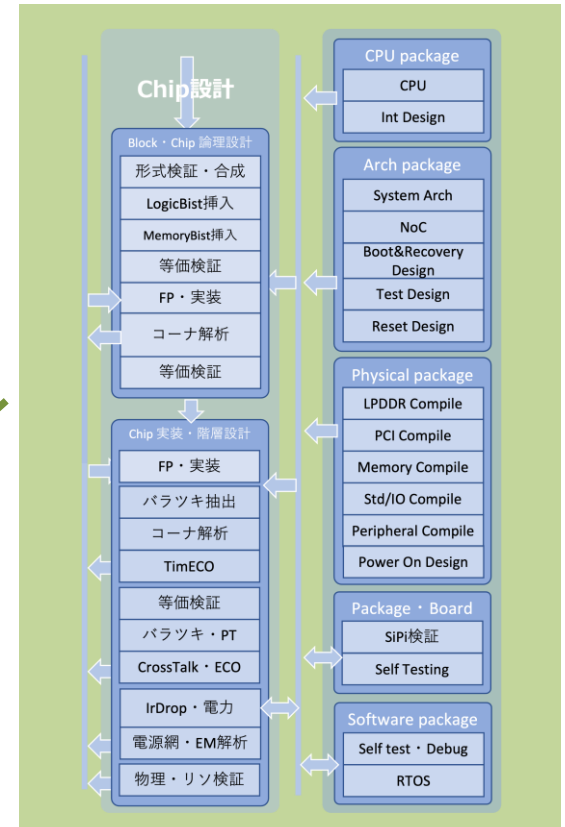 Chip設計
Block・Chip 論理設計
形式検証・合成
LogicBist挿入
MemoryBist挿入
等価検証
FP・実装
コーナ解析
等価検証
Chip 実装・階層設計
FP・実装
バラツキ抽出
コーナ解析
TimECO
等価検証
バラツキ・PT
CrossTalk・ECO
IrDrop・電力
電源網・EM解析
物理・リソ検証
CPU package
CPU
Int Design
Arch package
System Arch
NoC
Boot&Recovery
Design
Test Design
Reset Design
Physical package
LPDDR Compile
PCI Compile
Memory Compile
Std/IO Compile
Peripheral Compile
Power On Design
Package・Board
SiPi検証
Self Testing
Software package
Self test・Debug
RTOS